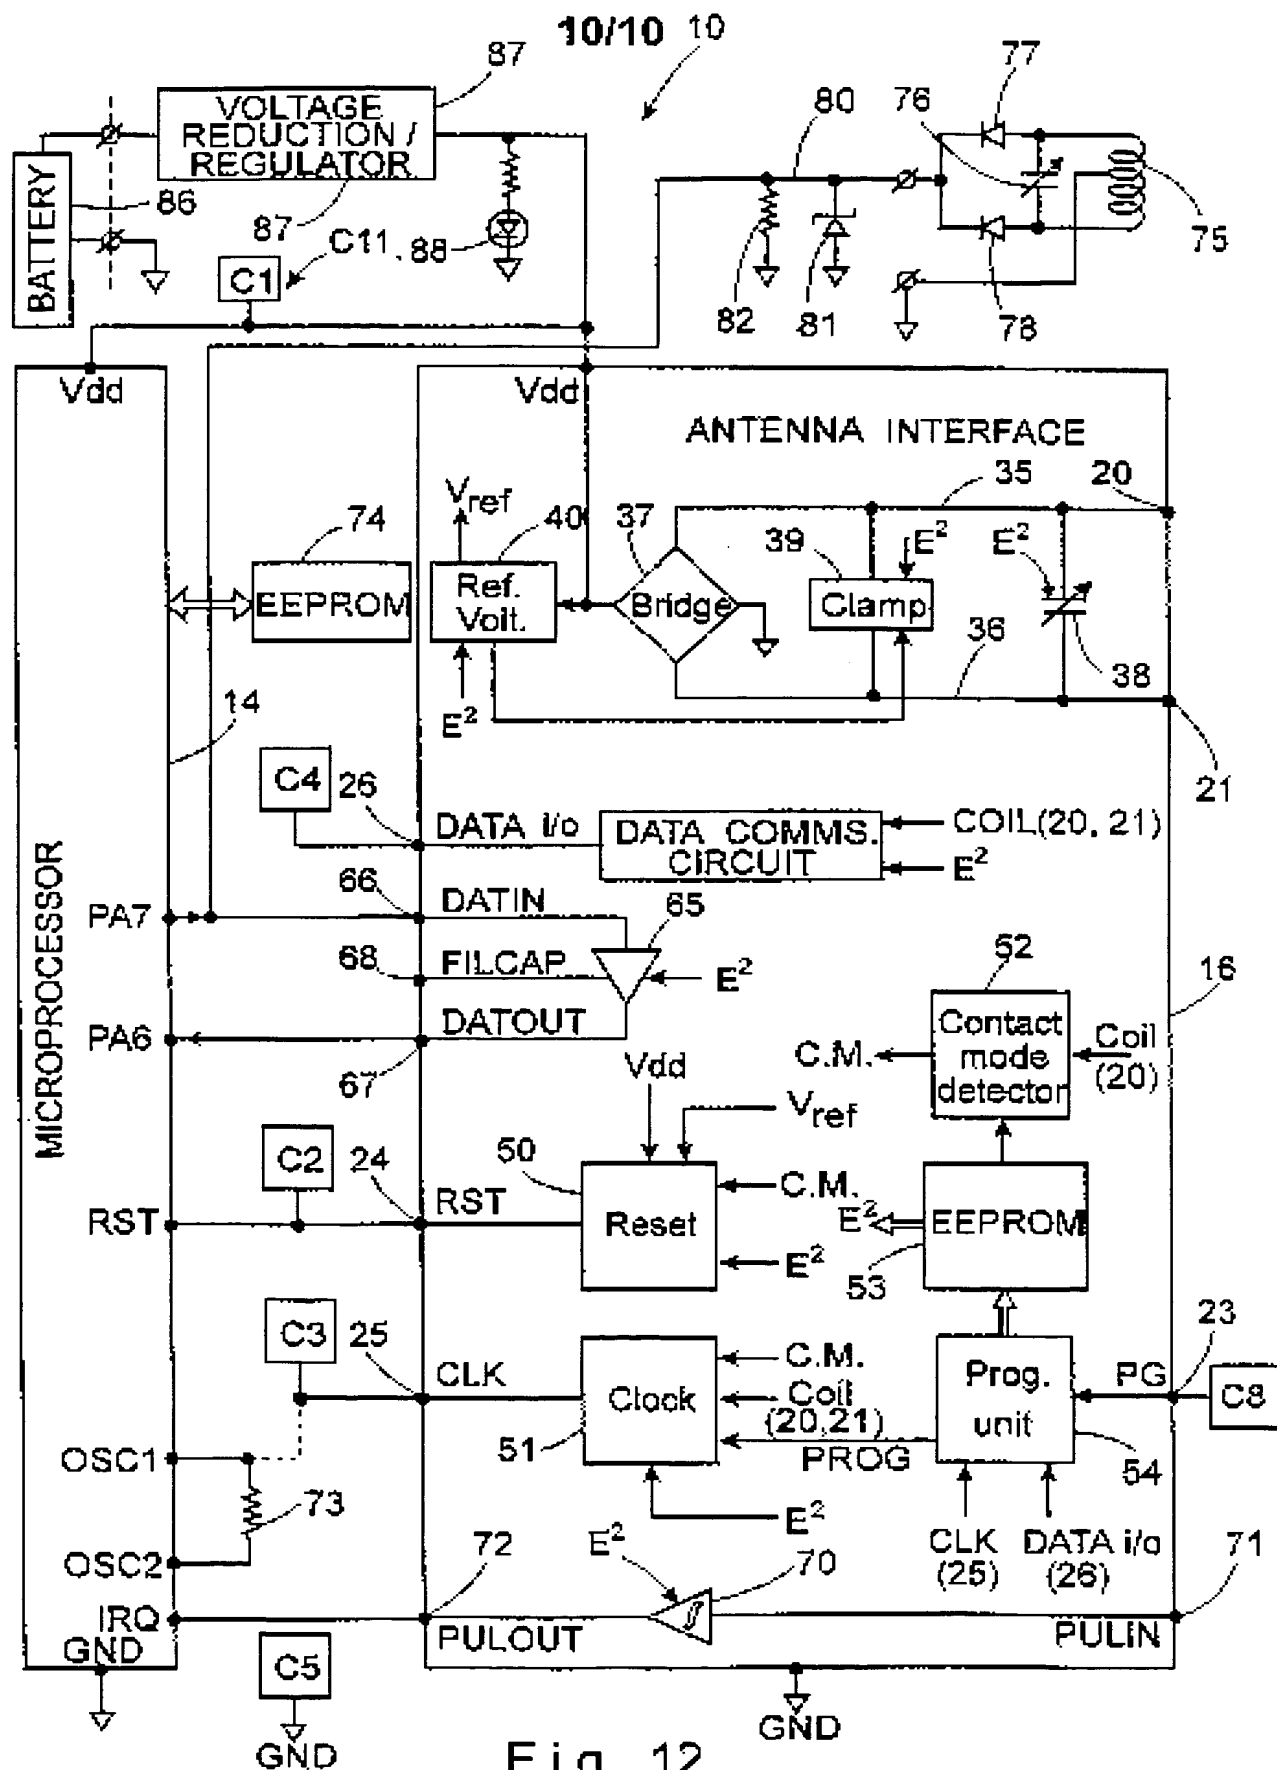 10/10
10
87
VOLTAGE
REDUCTION /
REGULATOR
80
76
77
BATTERY
86
87
C11, 88
C1
82
81
78
75
Vdd
Vdd
ANTENNA INTERFACE
Vref
74
40
37
39
E²
35
E²
20
EEPROM
Ref.
Volt.
Bridge
Clamp
36
38
E²
14
21
C4
26
DATA i/o
DATA COMMS.
CIRCUIT
COIL(20, 21)
E²
MICROPROCESSOR
66
PA7
DATIN
65
68
FILCAP
E²
52
16
PA6
DATOUT
67
Contact
mode
detector
C.M.
Coil
(20)
Vdd
Vref
C2
24
50
RST
RST
Reset
C.M.
E²
E²
EEPROM
53
C3
25
CLK
Clock
51
C.M.
Coil
(20,21)
PROG
Prog.
unit
PG
23
C8
54
OSC1
73
OSC2
E²
CLK
(25)
DATA i/o
(26)
71
72
E²
70
IRQ
GND
PULOUT
PULIN
C5
GND
GND
Fig. 12